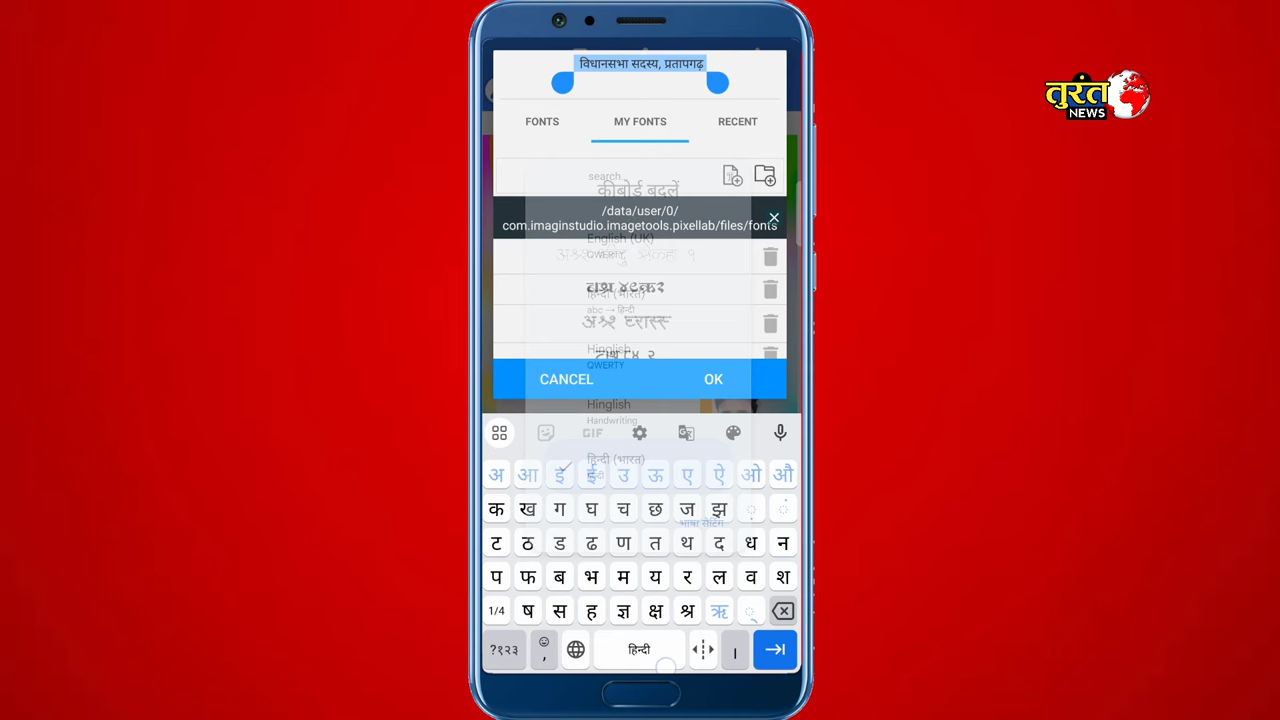 विधानसभा सदस्य, प्रतापगढ़
तुरंत
NEWS
FONTS MY FONTS RECENT
search..
कीबोर्ड बदलें
/data/user/0/
com.imaginstudio.imagetools.pixellab/files/fonts
English (UK)
QWERTY
हिन्दी (भारत)
abc → हिन्दी
Hinglish
QWERTY
CANCEL OK
Hinglish
Handwriting
GIF
हिन्दी (भारत)
हिन्दी
अ आ इ ई उ ऊ ए ऐ ओ औ
क ख ग घ च छ ज झ
भाषा सेटिंग
ट ठ ड ढ ण त थ द ध न
प फ ब भ म य र ल व श
1/4 ष स ह ज्ञ क्ष श्र ऋ
?१२३ , हिन्दी ।